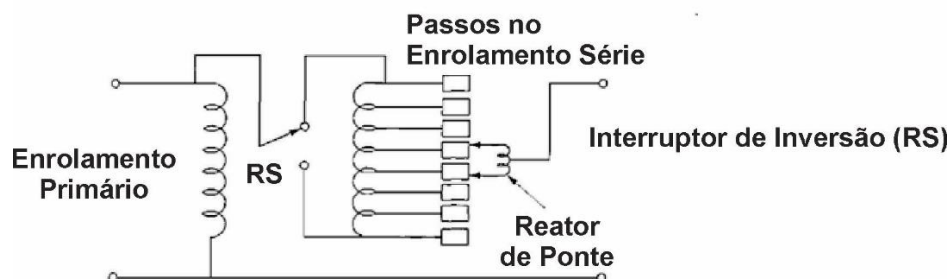 Passos no
Enrolamento Série
Interruptor de Inversão (RS)
Enrolamento
Primário
RS
Reator
de Ponte